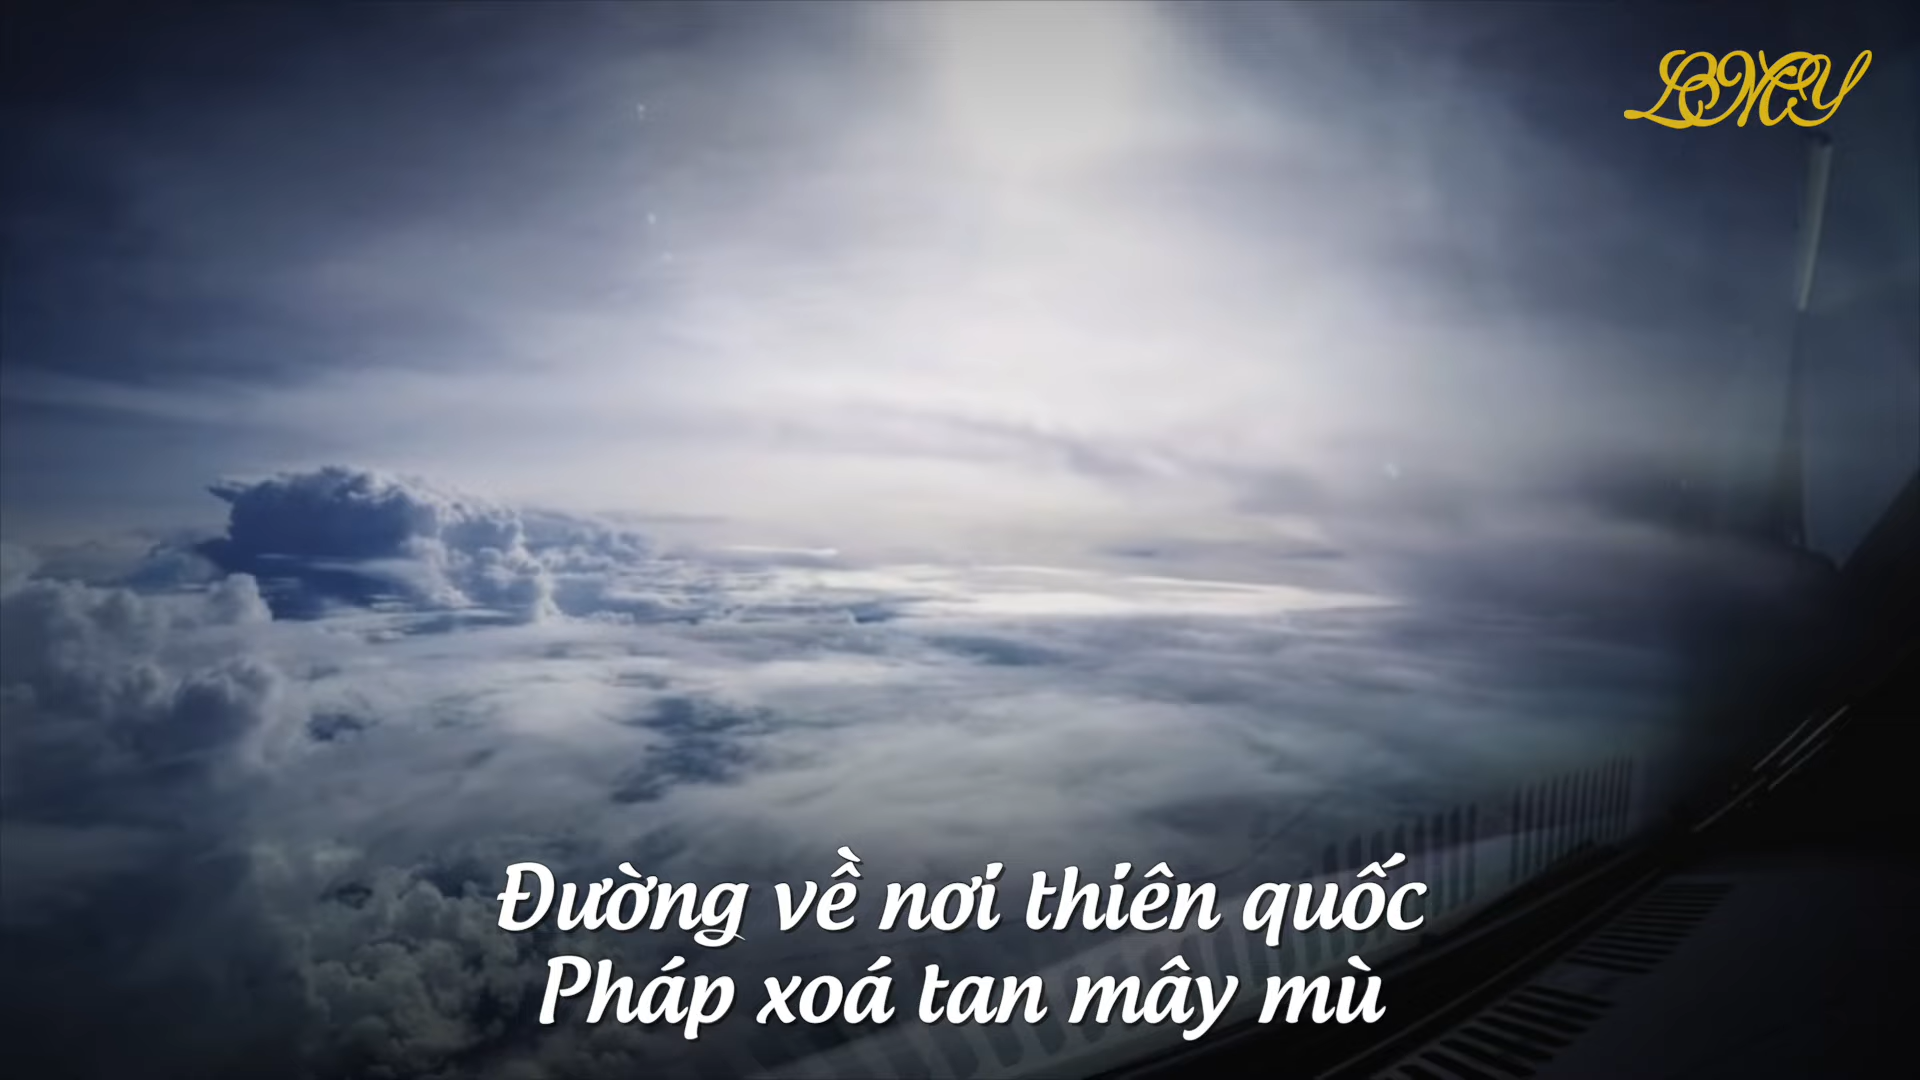 Đường về nơi thiên quốc
Pháp xoá tan mây mù